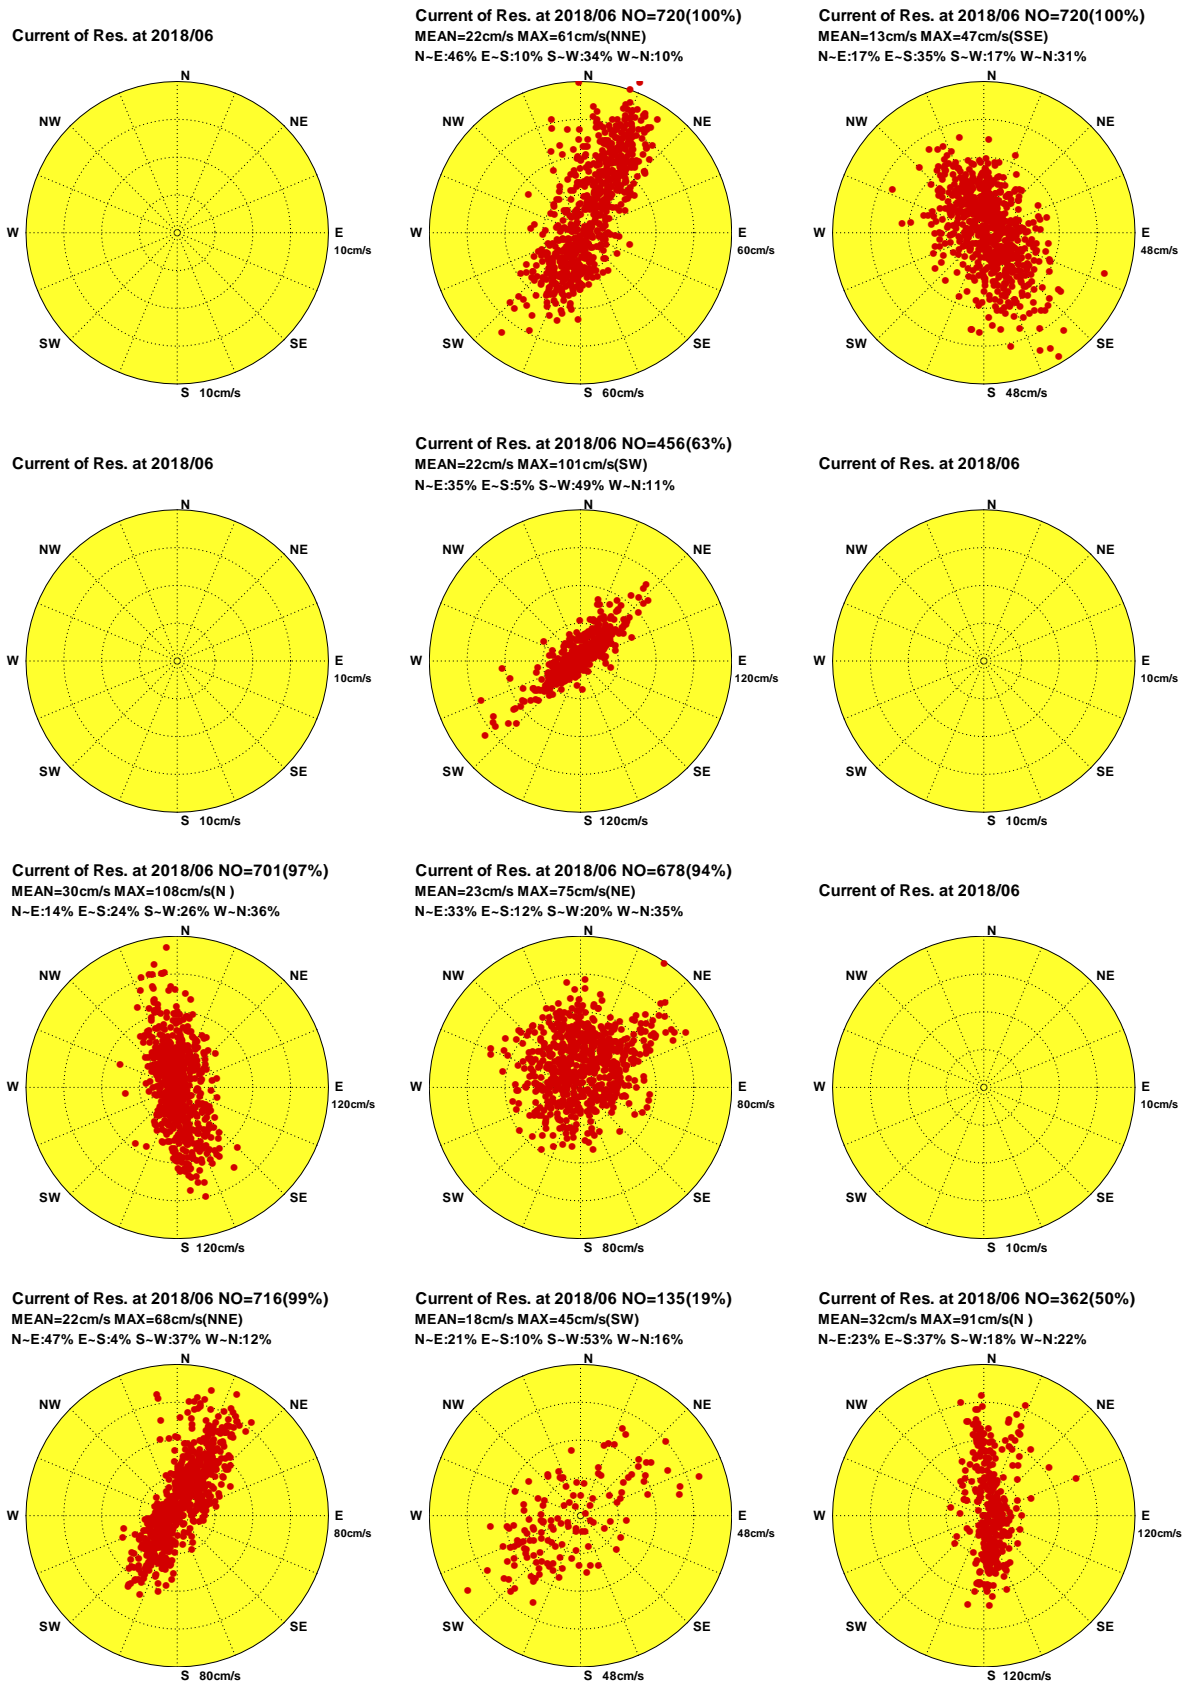 Current of Res. at 2018/06
N
NW
NE
W
E
10cm/s
SW
SE
S 10cm/s
Current of Res. at 2018/06 NO=720(100%)
MEAN=22cm/s MAX=61cm/s(NNE)
N~E:46% E~S:10% S~W:34% W~N:10%
N
NW
NE
W
E
60cm/s
SW
SE
S 60cm/s
Current of Res. at 2018/06 NO=720(100%)
MEAN=13cm/s MAX=47cm/s(SSE)
N~E:17% E~S:35% S~W:17% W~N:31%
N
NW
NE
W
E
48cm/s
SW
SE
S 48cm/s
Current of Res. at 2018/06
N
NW
NE
W
E
10cm/s
SW
SE
S 10cm/s
Current of Res. at 2018/06 NO=456(63%)
MEAN=22cm/s MAX=101cm/s(SW)
N~E:35% E~S:5% S~W:49% W~N:11%
N
NW
NE
W
E
120cm/s
SW
SE
S 120cm/s
Current of Res. at 2018/06
N
NW
NE
W
E
10cm/s
SW
SE
S 10cm/s
Current of Res. at 2018/06 NO=701(97%)
MEAN=30cm/s MAX=108cm/s(N )
N~E:14% E~S:24% S~W:26% W~N:36%
N
NW
NE
W
E
120cm/s
SW
SE
S 120cm/s
Current of Res. at 2018/06 NO=678(94%)
MEAN=23cm/s MAX=75cm/s(NE)
N~E:33% E~S:12% S~W:20% W~N:35%
N
NW
NE
W
E
80cm/s
SW
SE
S 80cm/s
Current of Res. at 2018/06
N
NW
NE
W
E
10cm/s
SW
SE
S 10cm/s
Current of Res. at 2018/06 NO=716(99%)
MEAN=22cm/s MAX=68cm/s(NNE)
N~E:47% E~S:4% S~W:37% W~N:12%
N
NW
NE
W
E
80cm/s
SW
SE
S 80cm/s
Current of Res. at 2018/06 NO=135(19%)
MEAN=18cm/s MAX=45cm/s(SW)
N~E:21% E~S:10% S~W:53% W~N:16%
N
NW
NE
W
E
48cm/s
SW
SE
S 48cm/s
Current of Res. at 2018/06 NO=362(50%)
MEAN=32cm/s MAX=91cm/s(N )
N~E:23% E~S:37% S~W:18% W~N:22%
N
NW
NE
W
E
120cm/s
SW
SE
S 120cm/s